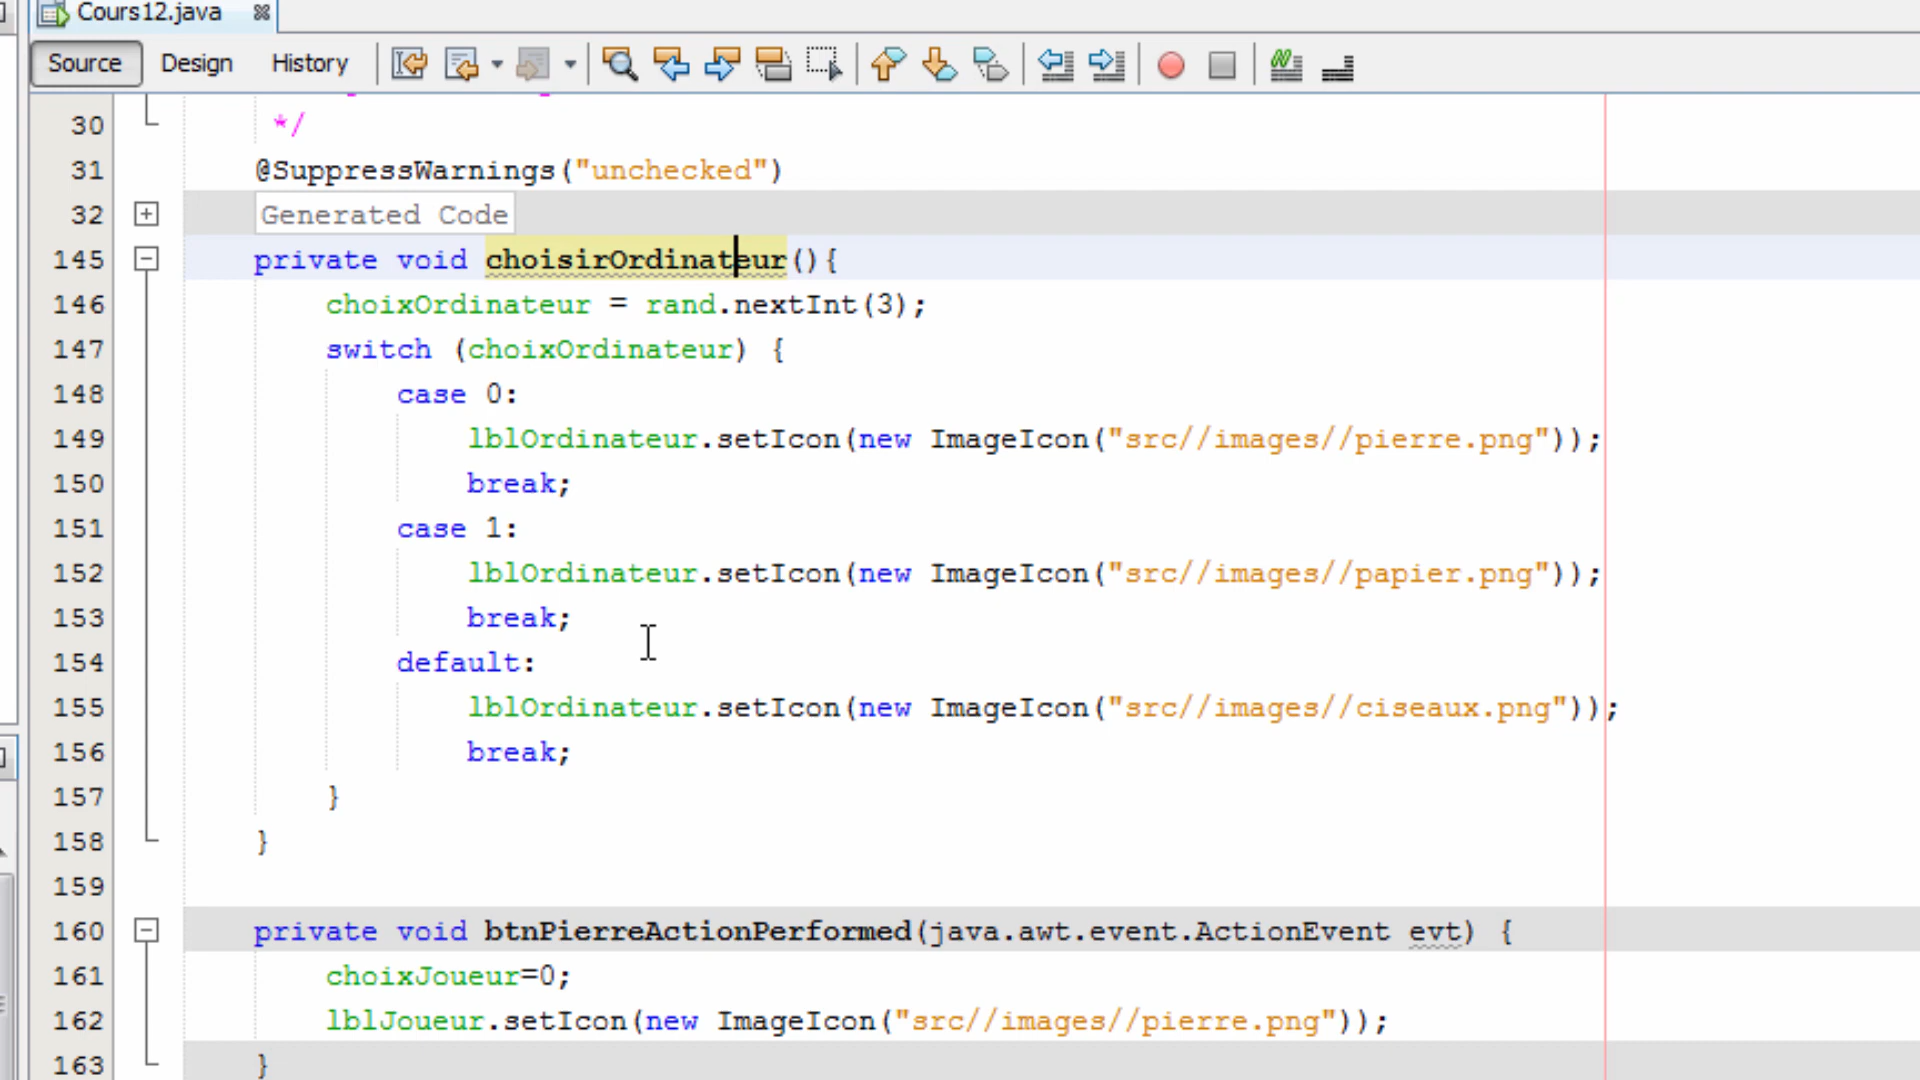 Cours12.java
Source Design History
30 */
31 @SuppressWarnings("unchecked")
32 Generated Code
145 private void choisirOrdinateur(){
146 choixOrdinateur = rand.nextInt(3);
147 switch (choixOrdinateur) {
148 case 0:
149 lblOrdinateur.setIcon(new ImageIcon("src//images//pierre.png"));
150 break;
151 case 1:
152 lblOrdinateur.setIcon(new ImageIcon("src//images//papier.png"));
153 break;
154 default:
155 lblOrdinateur.setIcon(new ImageIcon("src//images//ciseaux.png"));
156 break;
157 }
158 }
159
160 private void btnPierreActionPerformed(java.awt.event.ActionEvent evt) {
161 choixJoueur=0;
162 lblJoueur.setIcon(new ImageIcon("src//images//pierre.png"));
163 }